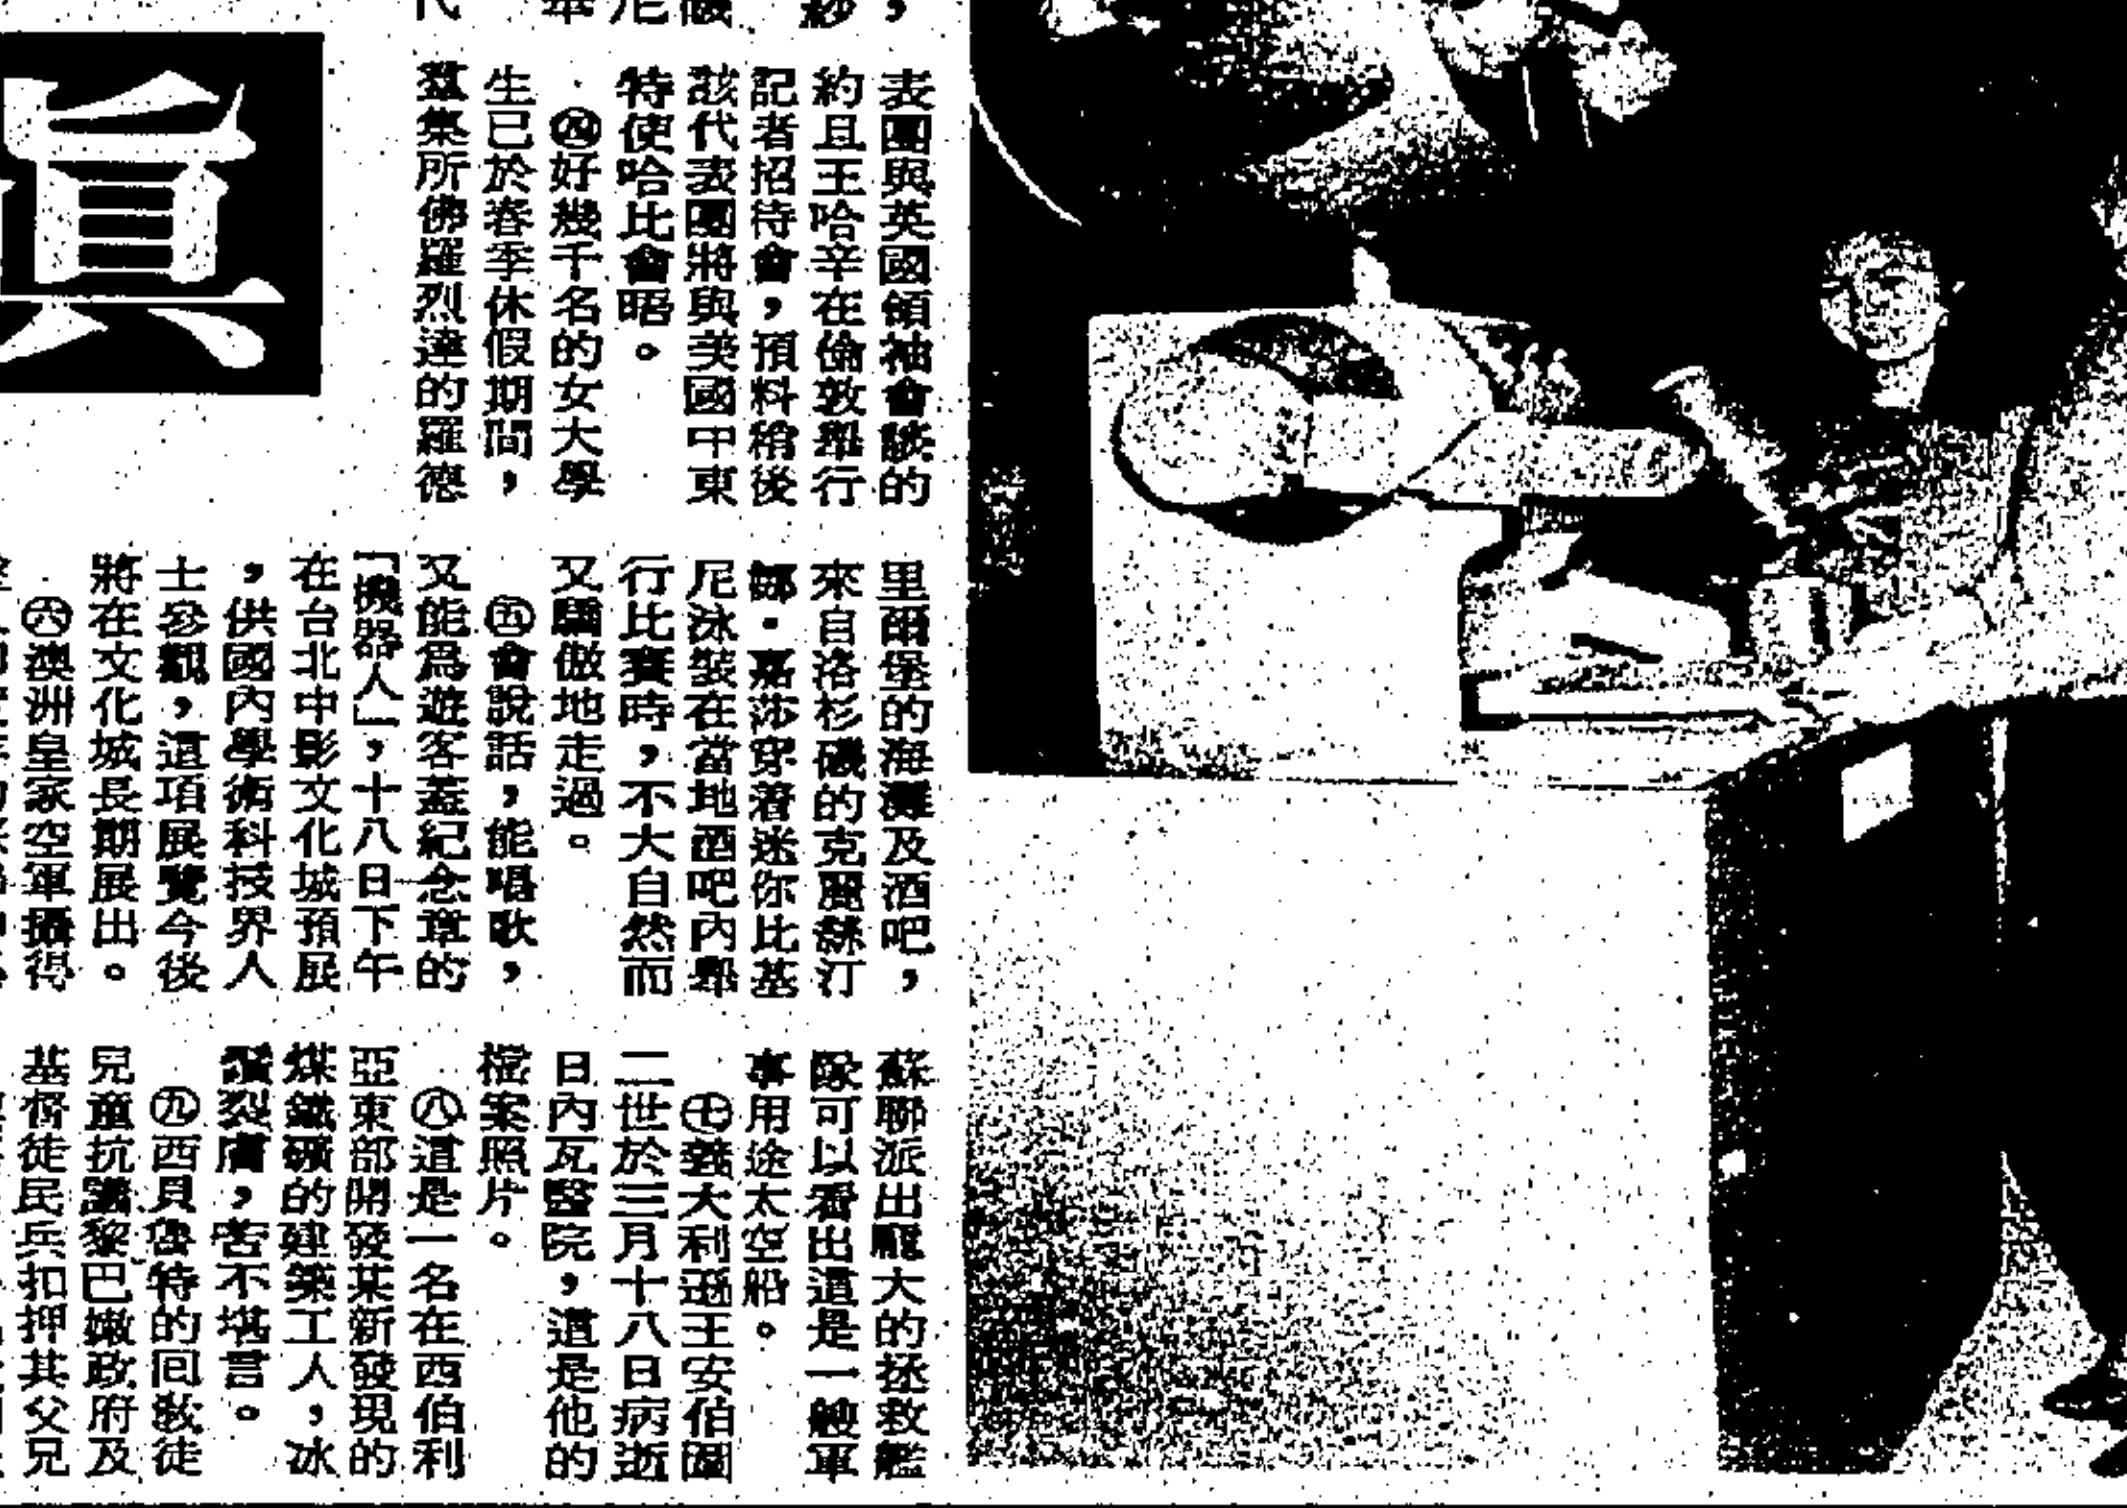 眞
表團與英國領袖會談的
約旦王哈辛在倫敦舉行
記者招待會，預料稍後
該代表團將與美國中東
特使哈比會晤。
㊃好幾千名的女大學
生已於春季休假期間，
羣集所佛羅烈達的羅德
里爾堡的海灘及酒吧，
來自洛杉磯的克麗絲汀
娜．嘉莎穿着迷你比基
尼泳裝在當地酒吧內舉
行比賽時，不大自然而
又驕傲地走過。
㊄會說話，能唱歌，
又能爲遊客蓋紀念章的
「機器人」，十八日下午
在台北中影文化城預展
，供國內學術科技界人
士參觀，這項展覽今後
將在文化城長期展出。
㊅澳洲皇家空軍攝得
蘇聯派出龐大的拯救艦
隊可以看出這是一艘軍
事用途太空船。
㊆義大利遜王安伯圖
二世於三月十八日病逝
日內瓦醫院，這是他的
檔案照片。
㊇這是一名在西伯利
亞東部開發某新發現的
煤鐵礦的建築工人，冰
裂膚，苦不堪言。
㊈西貝魯特的回教徒
兒童抗議黎巴嫩政府及
基督徒民兵扣押其父兄